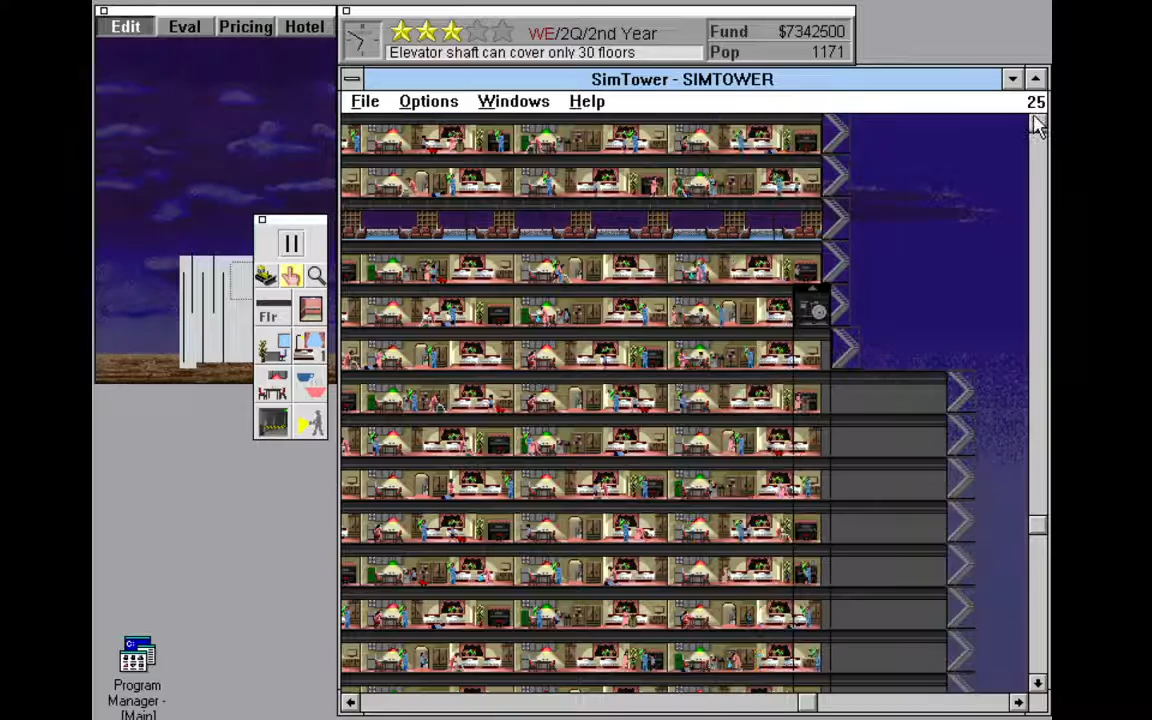 Edit Eval Pricing Hotel
WE/2Q/2nd Year
Elevator shaft can cover only 30 floors
Fund $7342500
Pop 1171
SimTower - SIMTOWER
File Options Windows Help
25
Flr
1
C:\
Program
Manager -
[Main]